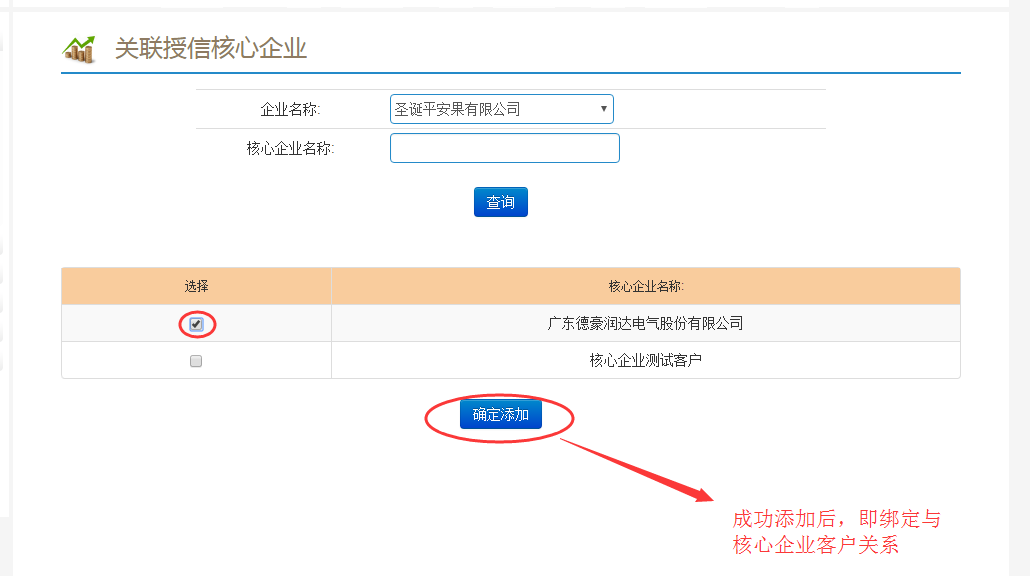 关联授信核心企业
企业名称: 圣诞平安果有限公司
核心企业名称:
查询
选择 核心企业名称:
广东德豪润达电气股份有限公司
核心企业测试客户
确定添加
成功添加后，即绑定与
核心企业客户关系